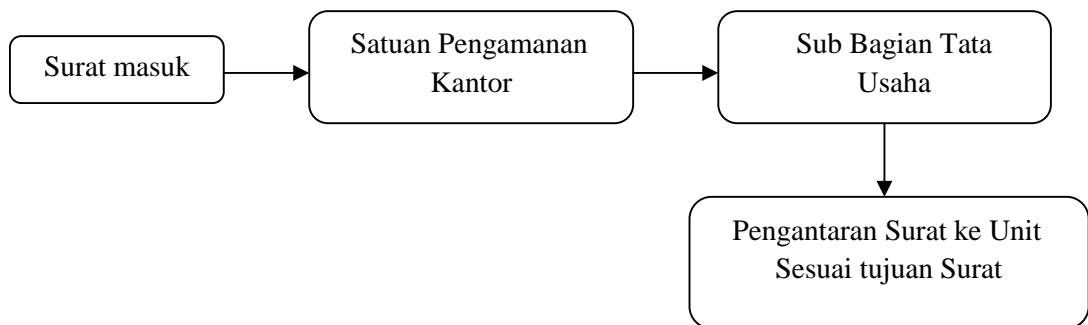 Surat masuk
Satuan Pengamanan
Kantor
Sub Bagian Tata
Usaha
Pengantaran Surat ke Unit
Sesuai tujuan Surat